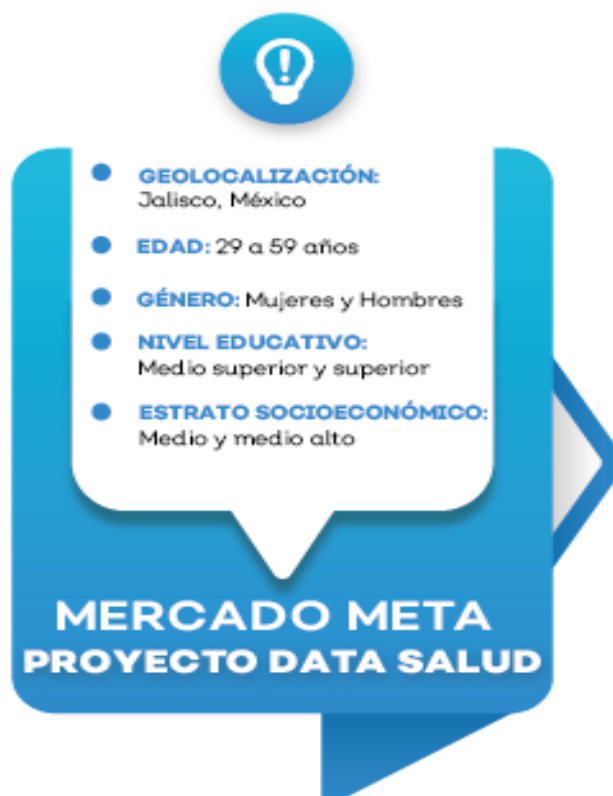 GEOLOCALIZACIÓN:
Jalisco, México
EDAD: 29 a 59 años
GÉNERO: Mujeres y Hombres
NIVEL EDUCATIVO:
Medio superior y superior
ESTRATO SOCIOECONÓMICO:
Medio y medio alto
MERCADO META
PROYECTO DATA SALUD